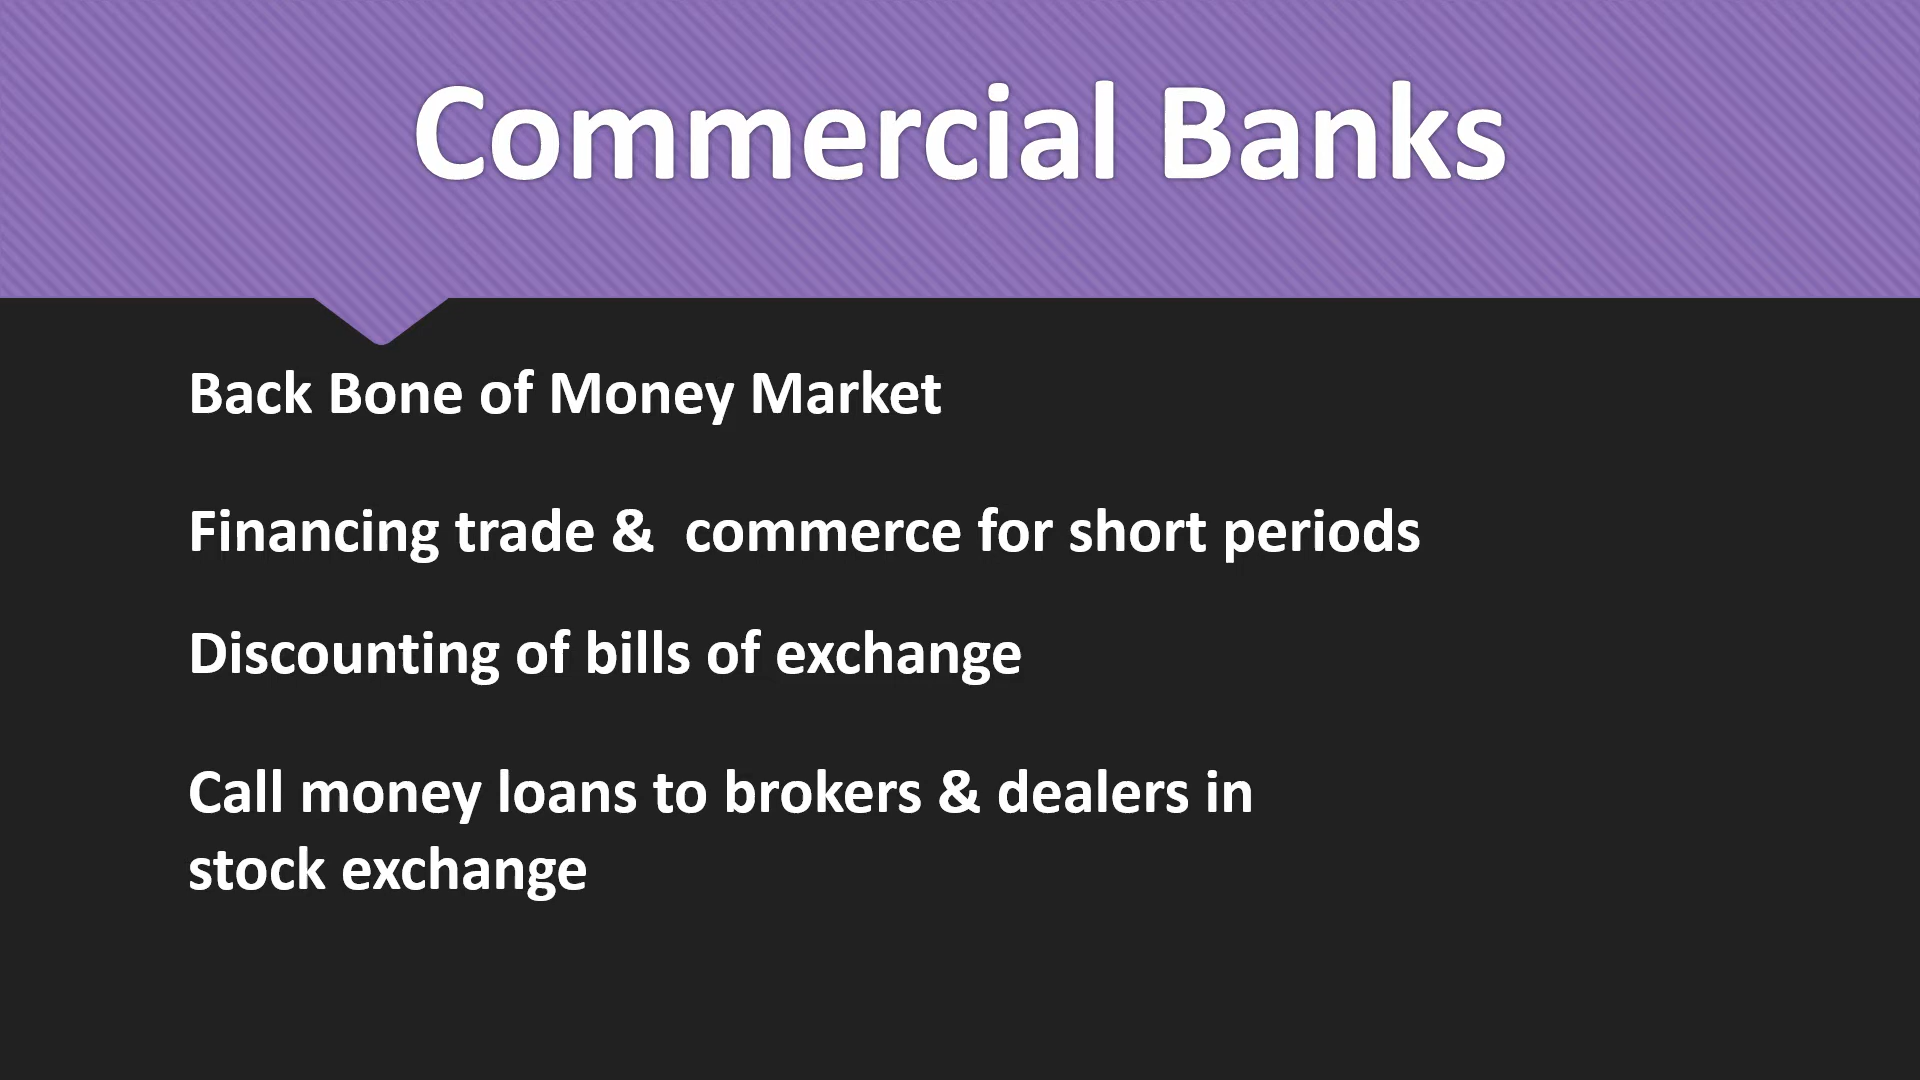 Commercial Banks
Back Bone of Money Market
Financing trade &  commerce for short periods
Discounting of bills of exchange
Call money loans to brokers & dealers in
stock exchange